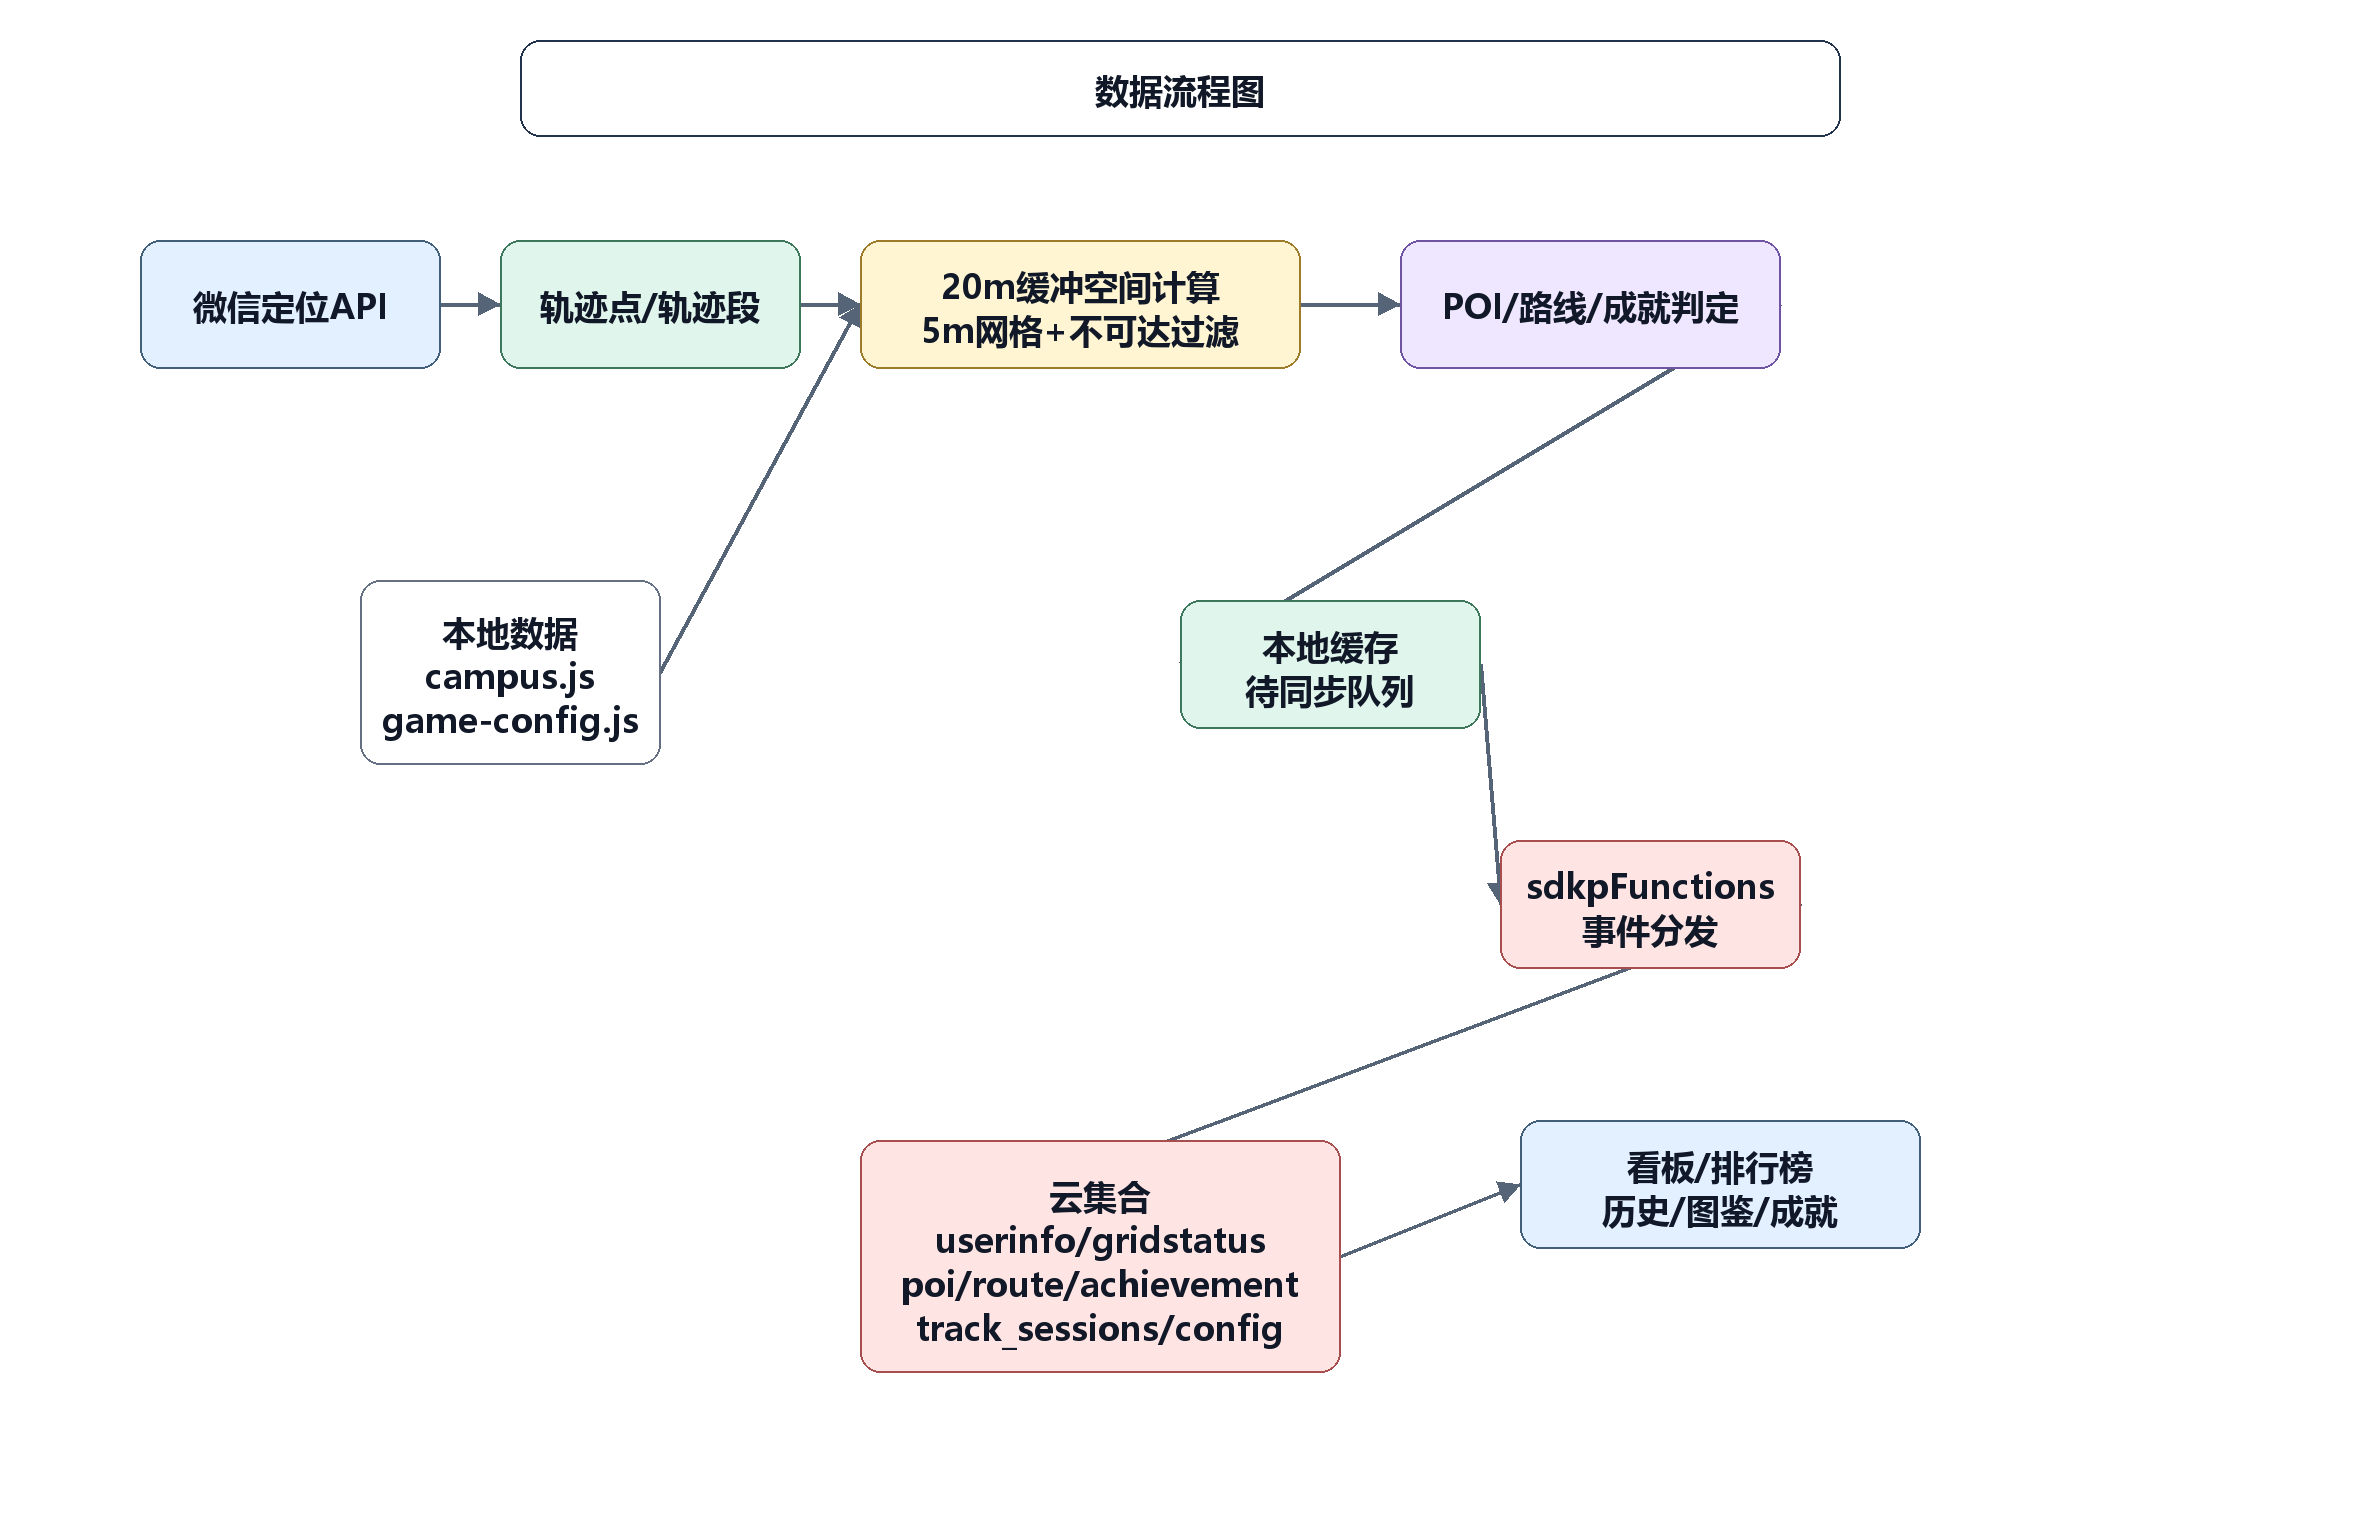 数据流程图
微信定位API
轨迹点/轨迹段
20m缓冲空间计算
5m网格+不可达过滤
POI/路线/成就判定
本地数据
campus.js
game-config.js
本地缓存
待同步队列
sdkpFunctions
事件分发
云集合
userinfo/gridstatus
poi/route/achievement
track_sessions/config
看板/排行榜
历史/图鉴/成就